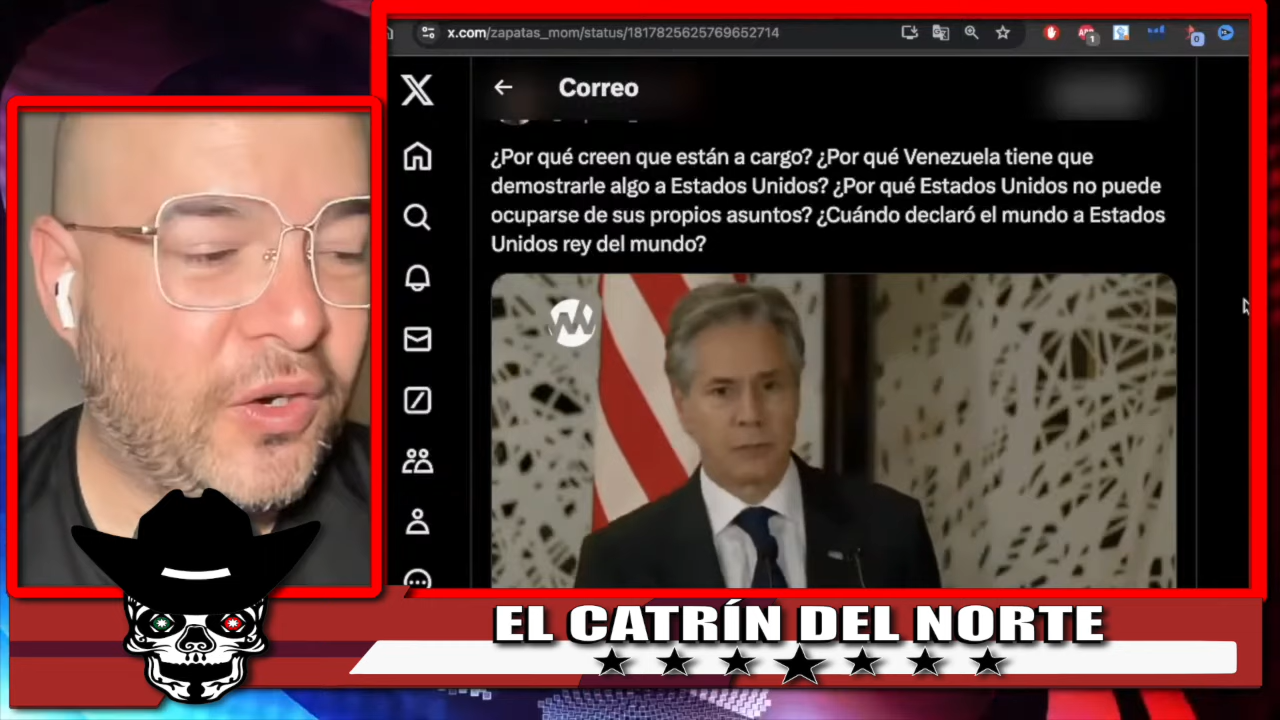 x.com/zapatas_mom/status/1817825625769652714
1
0
Correo
¿Por qué creen que están a cargo? ¿Por qué Venezuela tiene que
demostrarle algo a Estados Unidos? ¿Por qué Estados Unidos no puede
ocuparse de sus propios asuntos? ¿Cuándo declaró el mundo a Estados
Unidos rey del mundo?
EL CATRÍN DEL NORTE